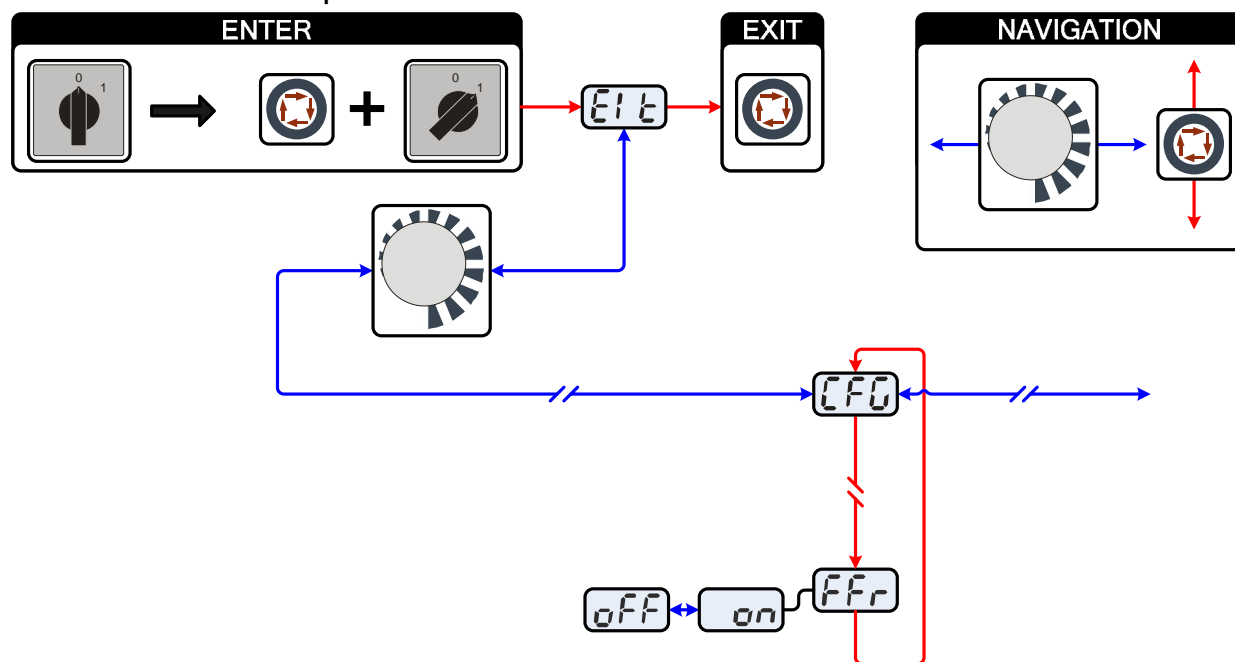 ENTER
EXIT
NAVIGATION
0
1
+
0
1
EIt
CFG
FFr
oFF
on